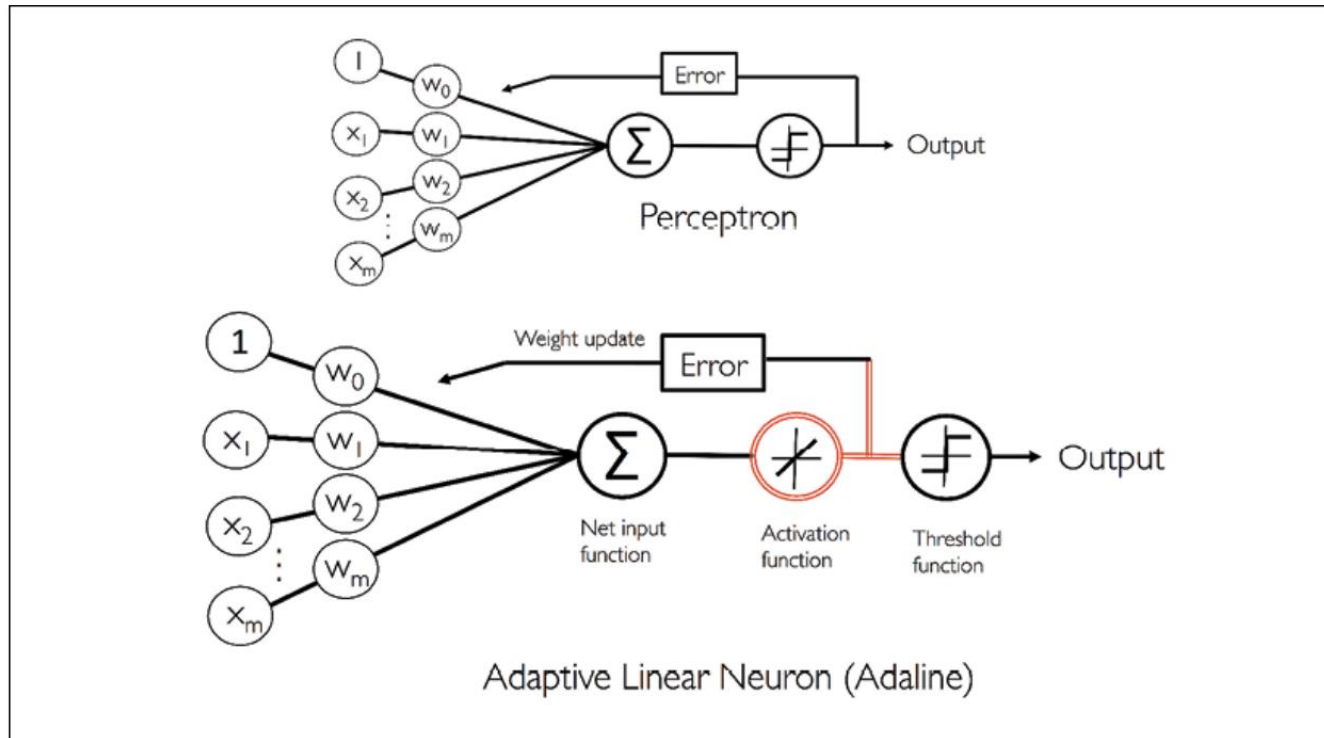 1
w0
Error
x1
w1
Σ
Output
x2
w2
⋮
wm
xm
Perceptron
1
w0
Weight update
Error
x1
w1
Σ
Output
x2
w2
⋮
wm
xm
Net input
function
Activation
function
Threshold
function
Adaptive Linear Neuron (Adaline)